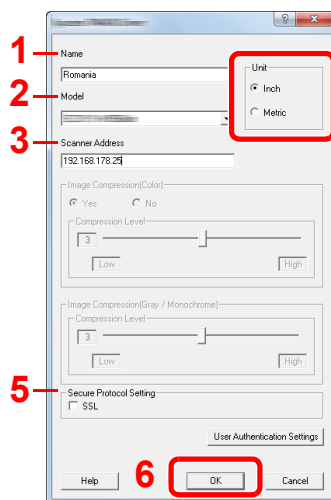 1
Name
Romania
Unit
Inch
Metric
2
Model
3
Scanner Address
192.168.178.25
Image Compression(Color)
Yes No
Compression Level
3
Low High
Image Compression(Gray / Monochrome)
Compression Level
3
Low High
5
Secure Protocol Setting
SSL
User Authentication Settings
6
Help OK Cancel